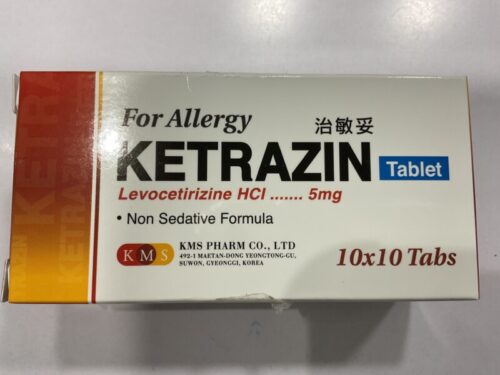 For Allergy 治敏妥
KETRAZIN Tablet
Levocetirizine HCl ....... 5mg
• Non Sedative Formula
KMS KMS PHARM CO., LTD
492-1 MAETAN-DONG YEONGTONG-GU,
SUWON, GYEONGGI, KOREA
10x10 Tabs